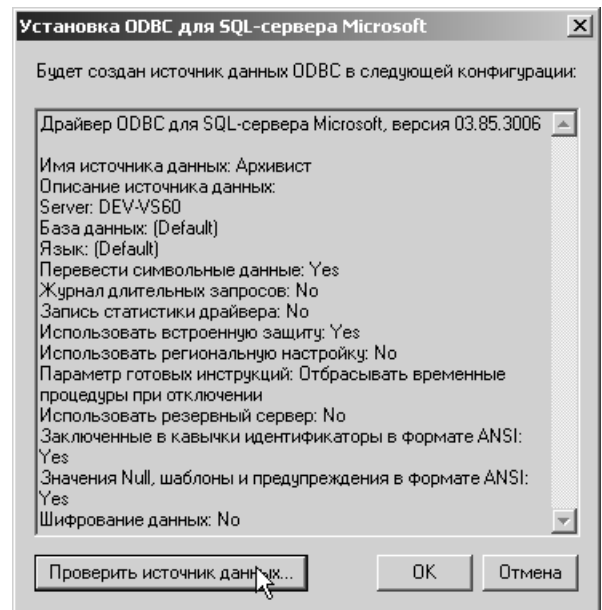 Установка ODBC для SQL-сервера Microsoft
Будет создан источник данных ODBC в следующей конфигурации:
Драйвер ODBC для SQL-сервера Microsoft, версия 03.85.3006
Имя источника данных: Архивист
Описание источника данных:
Server: DEV-VS60
База данных: (Default)
Язык: (Default)
Перевести символьные данные: Yes
Журнал длительных запросов: No
Запись статистики драйвера: No
Использовать встроенную защиту: Yes
Использовать региональную настройку: No
Параметр готовых инструкций: Отбрасывать временные
процедуры при отключении
Использовать резервный сервер: No
Заключенные в кавычки идентификаторы в формате ANSI:
Yes
Значения Null, шаблоны и предупреждения в формате ANSI:
Yes
Шифрование данных: No
Проверить источник данных... OK Отмена